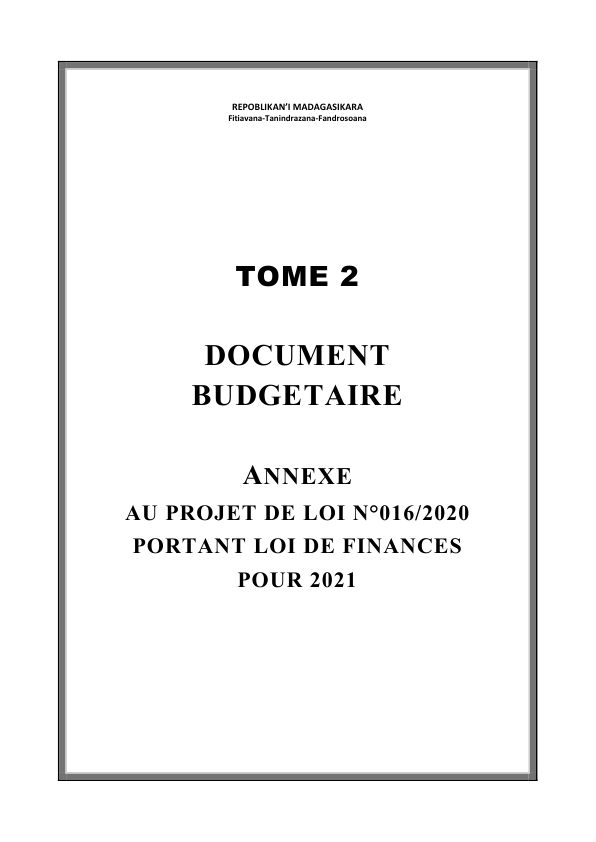 REPOBLIKAN'I MADAGASIKARA
Fitiavana-Tanindrazana-Fandrosoana
TOME 2
DOCUMENT
BUDGETAIRE
ANNEXE
AU PROJET DE LOI N°016/2020
PORTANT LOI DE FINANCES
POUR 2021